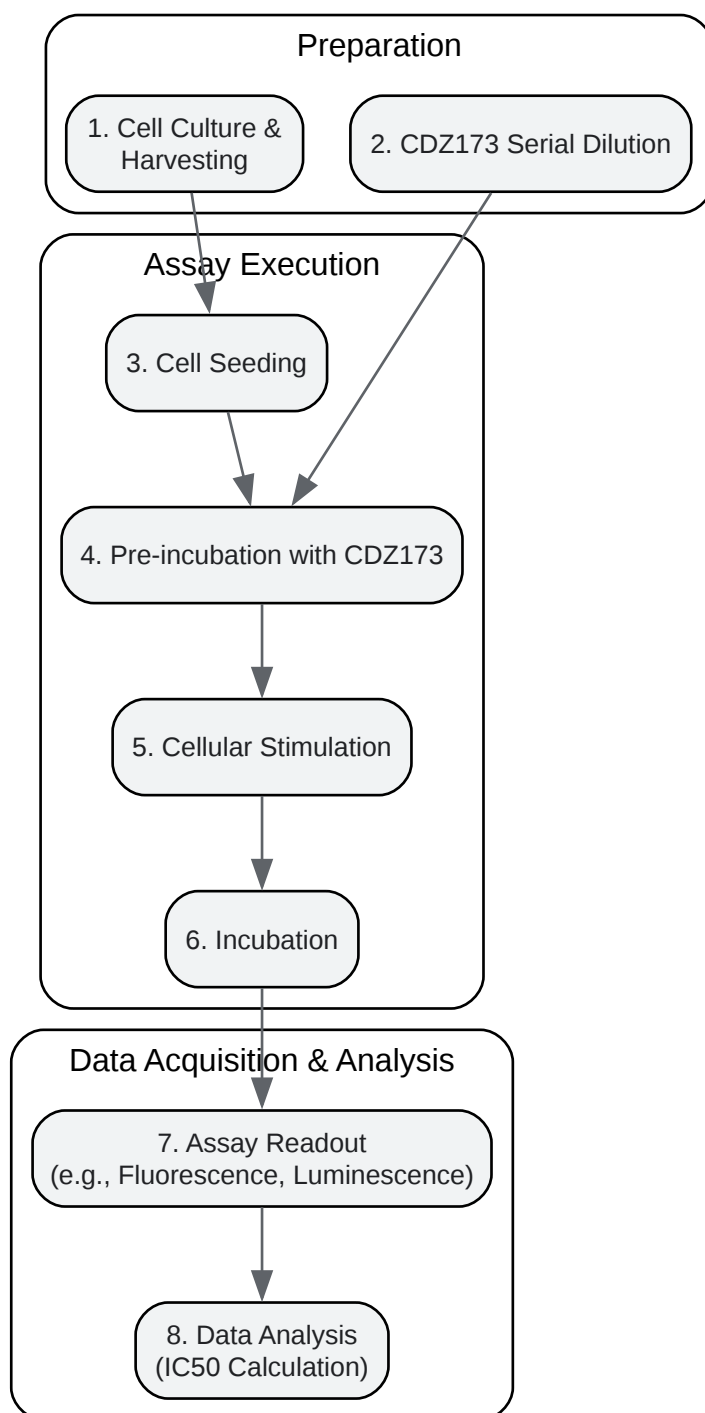 Preparation
1. Cell Culture &
Harvesting
2. CDZ173 Serial Dilution
Assay Execution
3. Cell Seeding
4. Pre-incubation with CDZ173
5. Cellular Stimulation
6. Incubation
Data Acquisition & Analysis
7. Assay Readout
(e.g., Fluorescence, Luminescence)
8. Data Analysis
(IC50 Calculation)